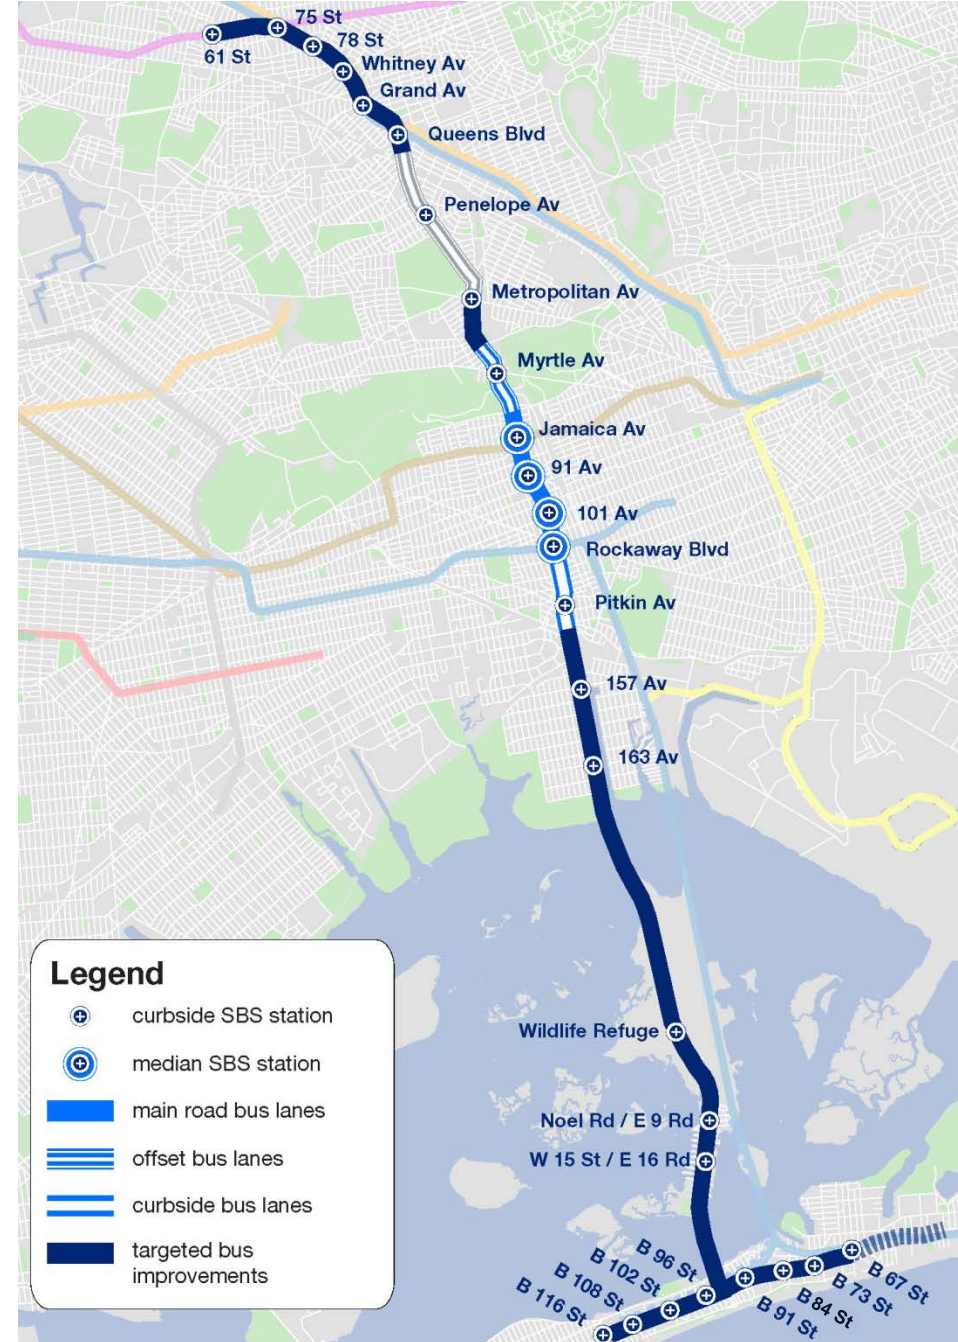 75 St
61 St
78 St
Whitney Av
Grand Av
Queens Blvd
Penelope Av
Metropolitan Av
Myrtle Av
Jamaica Av
91 Av
101 Av
Rockaway Blvd
Pitkin Av
157 Av
163 Av
Wildlife Refuge
Noel Rd / E 9 Rd
W 15 St / E 16 Rd
B 96 St
B 102 St
B 108 St
B 116 St
B 67 St
B 73 St
B 84 St
B 91 St
Legend
curbside SBS station
median SBS station
main road bus lanes
offset bus lanes
curbside bus lanes
targeted bus
improvements